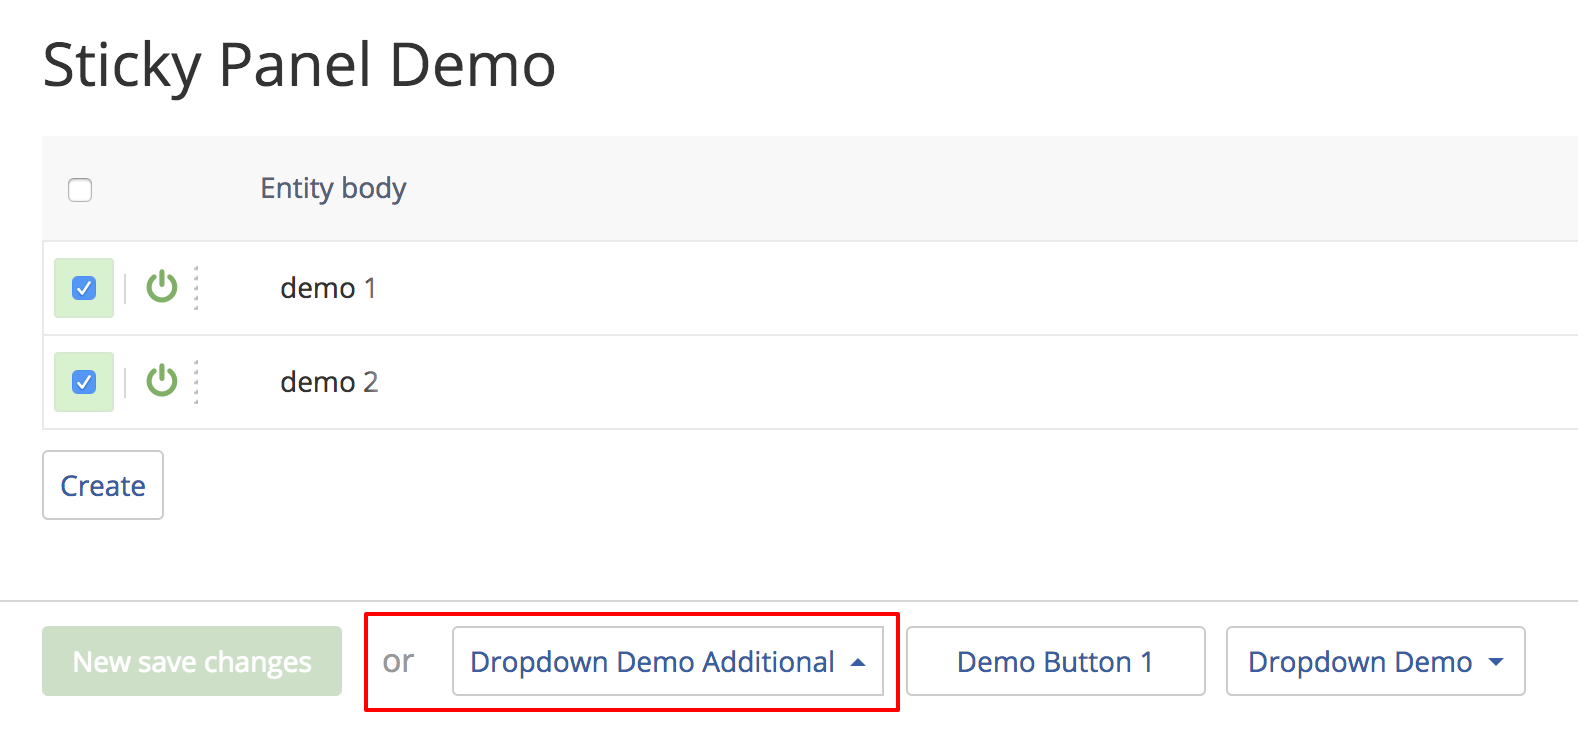 Sticky Panel Demo
Entity body
demo 1
demo 2
Create
New save changes or Dropdown Demo Additional Demo Button 1 Dropdown Demo